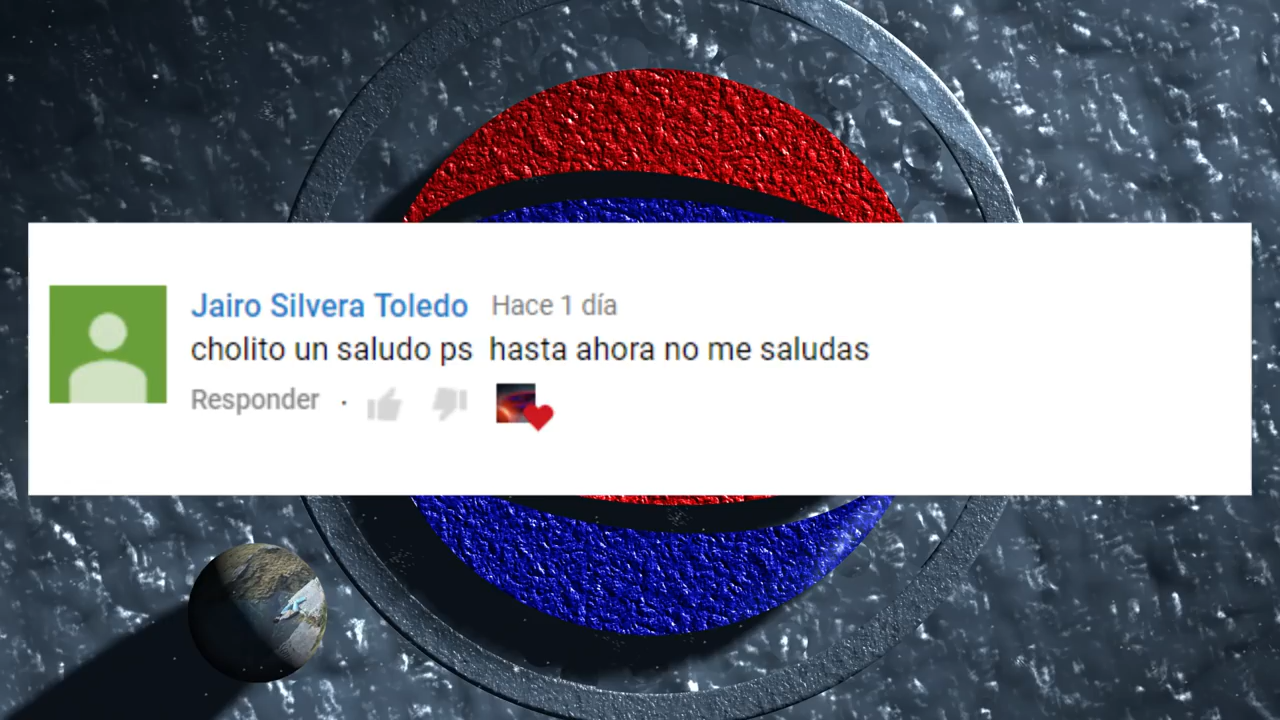 Jairo Silvera Toledo Hace 1 día
cholito un saludo ps  hasta ahora no me saludas
Responder ·